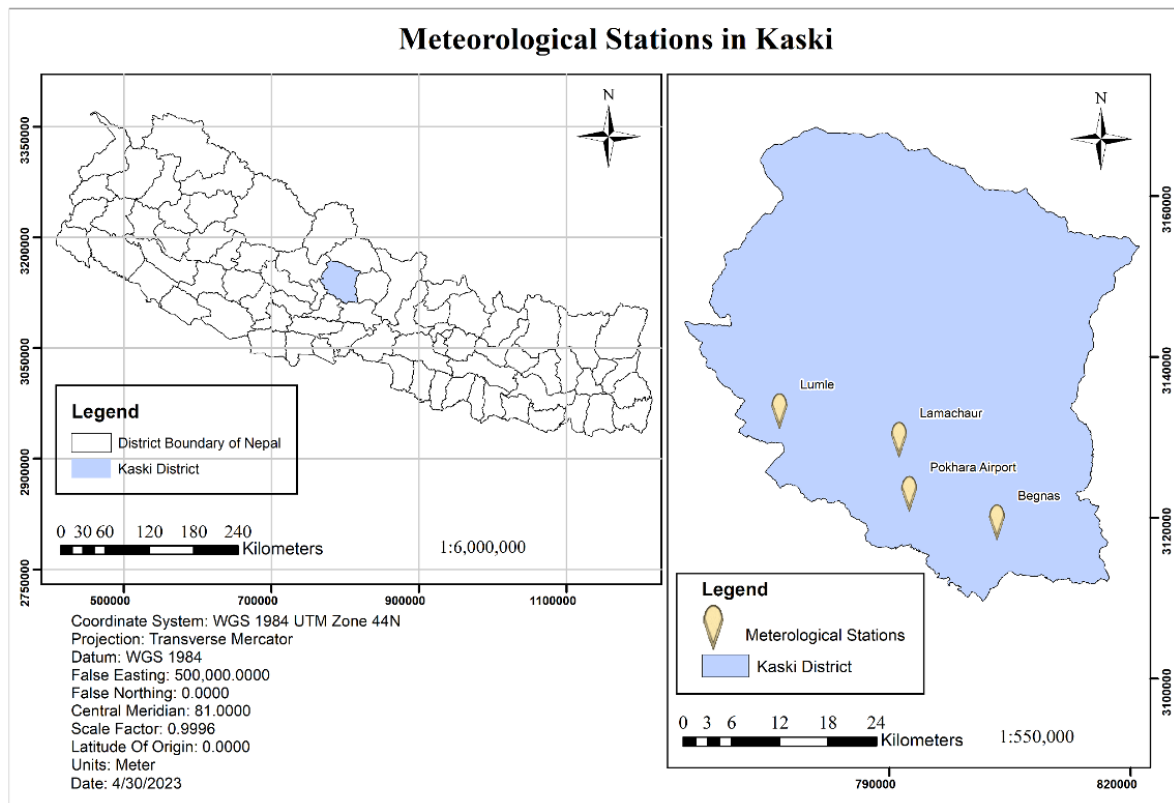 Meteorological Stations in Kaski
N
3350000
3200000
3050000
2900000
2750000
Legend
District Boundary of Nepal
Kaski District
0 30 60 120 180 240
Kilometers
1:6,000,000
500000 700000 900000 1100000
Coordinate System: WGS 1984 UTM Zone 44N
Projection: Transverse Mercator
Datum: WGS 1984
False Easting: 500,000.0000
False Northing: 0.0000
Central Meridian: 81.0000
Scale Factor: 0.9996
Latitude Of Origin: 0.0000
Units: Meter
Date: 4/30/2023
N
Lumle
Lamachaur
Pokhara Airport
Begnas
3160000
3140000
3120000
3100000
Legend
Meterological Stations
Kaski District
0 3 6 12 18 24
Kilometers
1:550,000
790000 820000